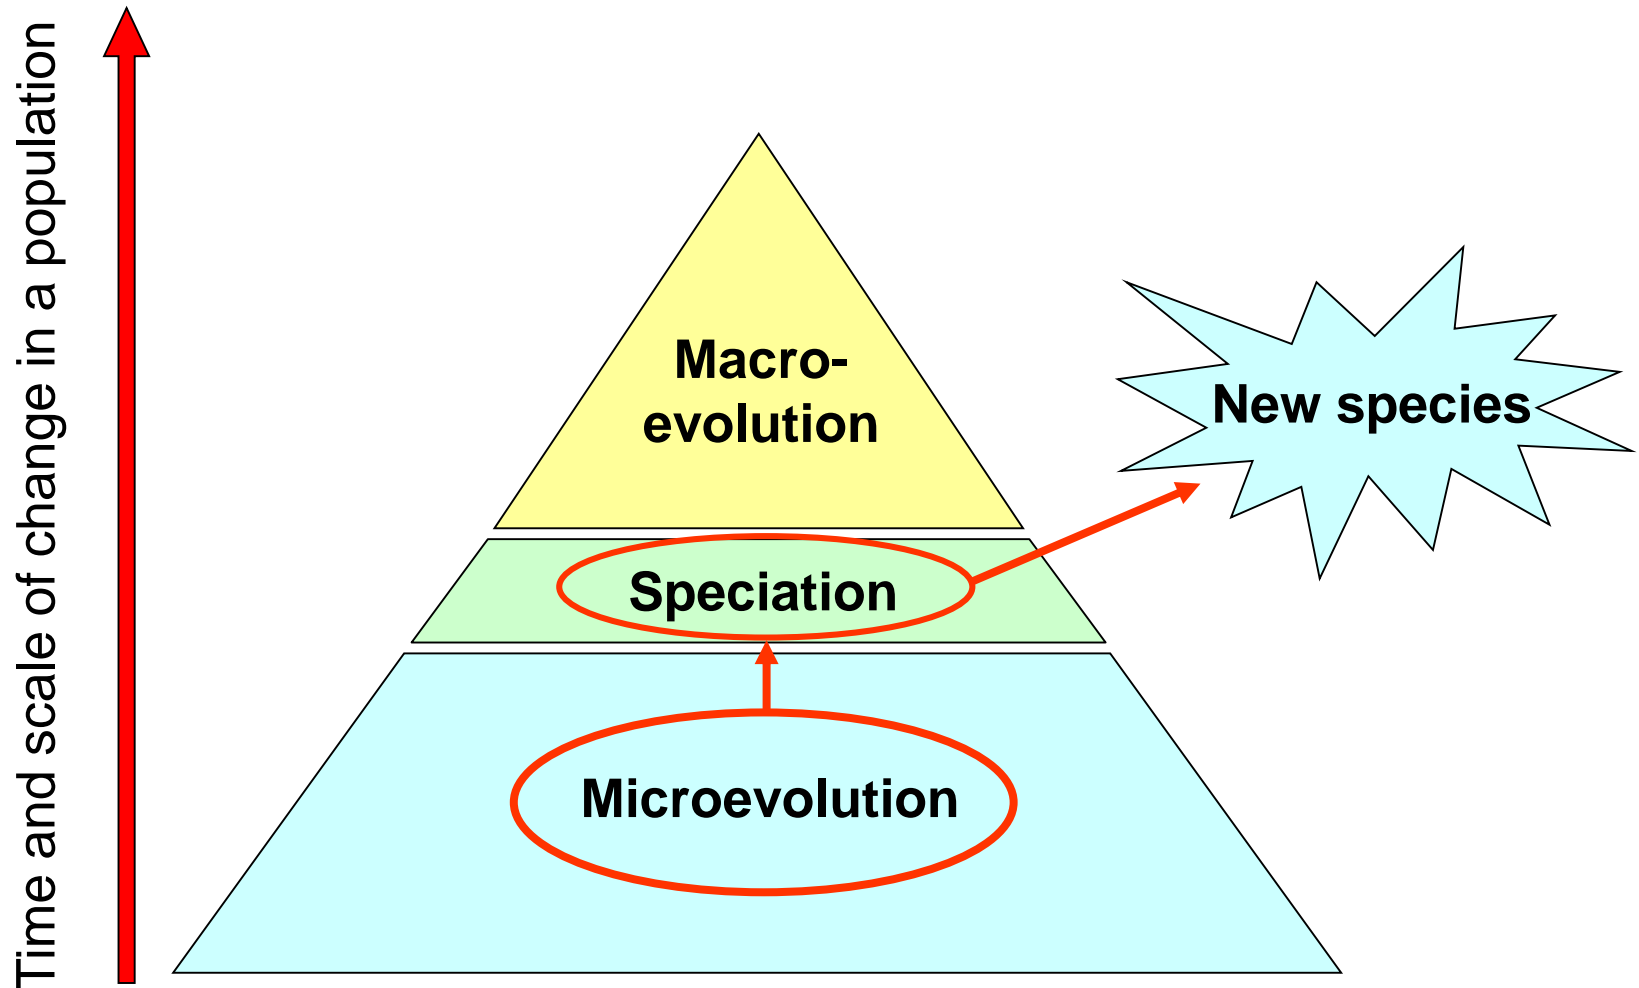 Time and scale of change in a population
Macro-
evolution
New species
Speciation
Microevolution